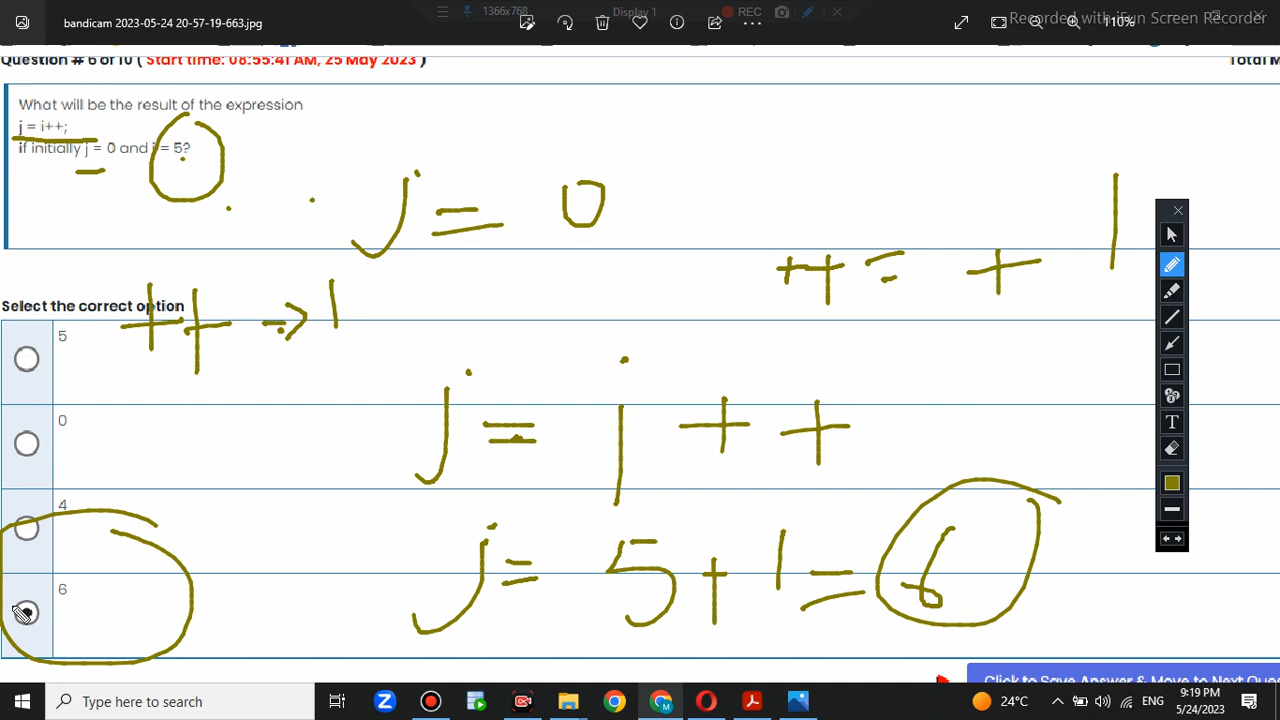 bandicam 2023-05-24 20-57-19-663.jpg
1366x768
Display 1
REC
Recorded with iFun Screen Recorder
110%
Question # 6 of 10 ( Start time: 08:55:41 AM, 25 May 2023 )
Total M
What will be the result of the expression
j = i++;
if initially j = 0 and i = 5?
j = 0
++ = + 1
Select the correct option
++ -> 1
5
0
j = i + +
4
j = 5 + 1 = 6
6
Click to Save Answer & Move to Next Ques
Type here to search
24°C
ENG
9:19 PM
5/24/2023